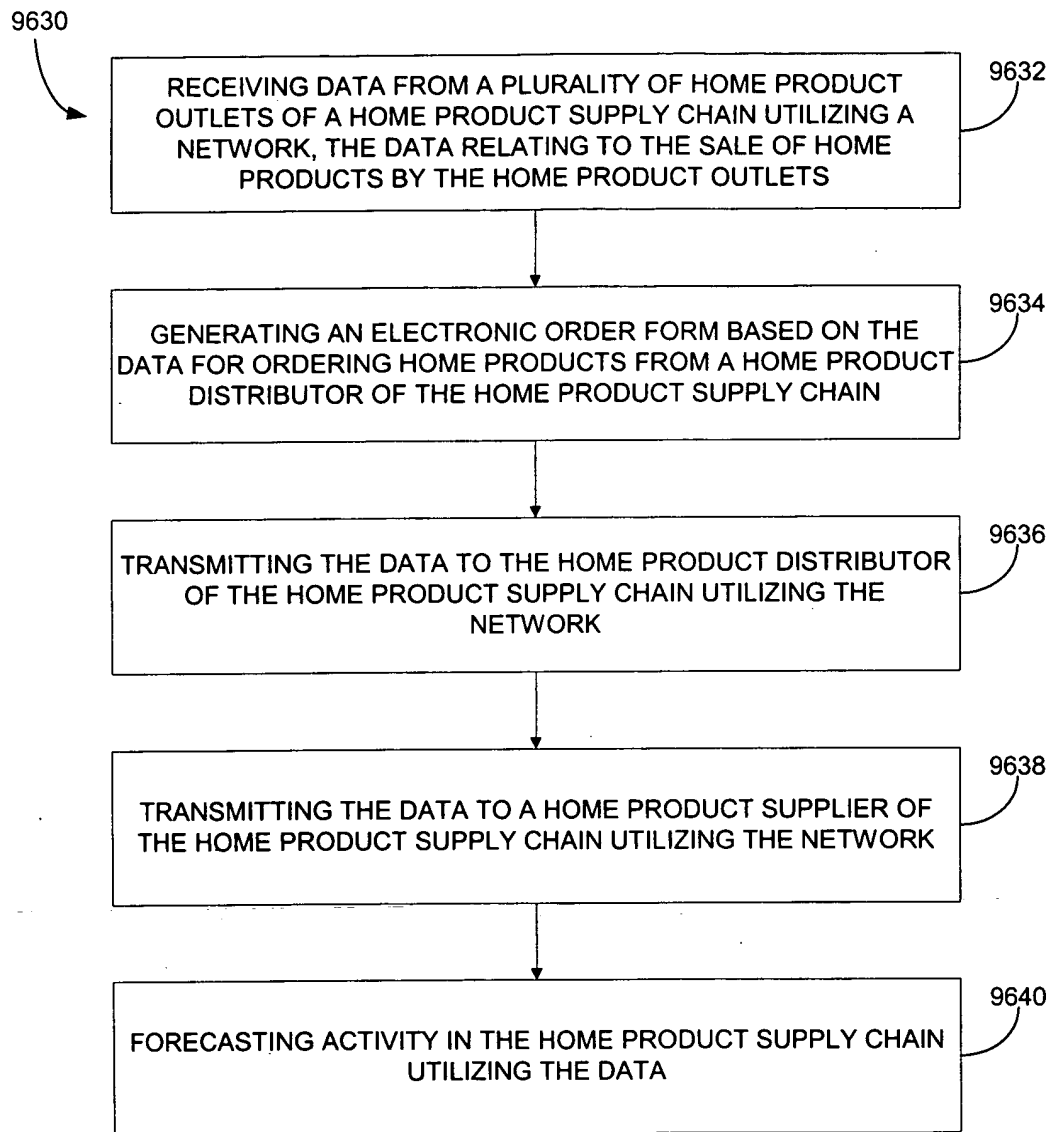 9630
RECEIVING DATA FROM A PLURALITY OF HOME PRODUCT
OUTLETS OF A HOME PRODUCT SUPPLY CHAIN UTILIZING A
NETWORK, THE DATA RELATING TO THE SALE OF HOME
PRODUCTS BY THE HOME PRODUCT OUTLETS
9632
GENERATING AN ELECTRONIC ORDER FORM BASED ON THE
DATA FOR ORDERING HOME PRODUCTS FROM A HOME PRODUCT
DISTRIBUTOR OF THE HOME PRODUCT SUPPLY CHAIN
9634
TRANSMITTING THE DATA TO THE HOME PRODUCT DISTRIBUTOR
OF THE HOME PRODUCT SUPPLY CHAIN UTILIZING THE
NETWORK
9636
TRANSMITTING THE DATA TO A HOME PRODUCT SUPPLIER OF
THE HOME PRODUCT SUPPLY CHAIN UTILIZING THE NETWORK
9638
FORECASTING ACTIVITY IN THE HOME PRODUCT SUPPLY CHAIN
UTILIZING THE DATA
9640